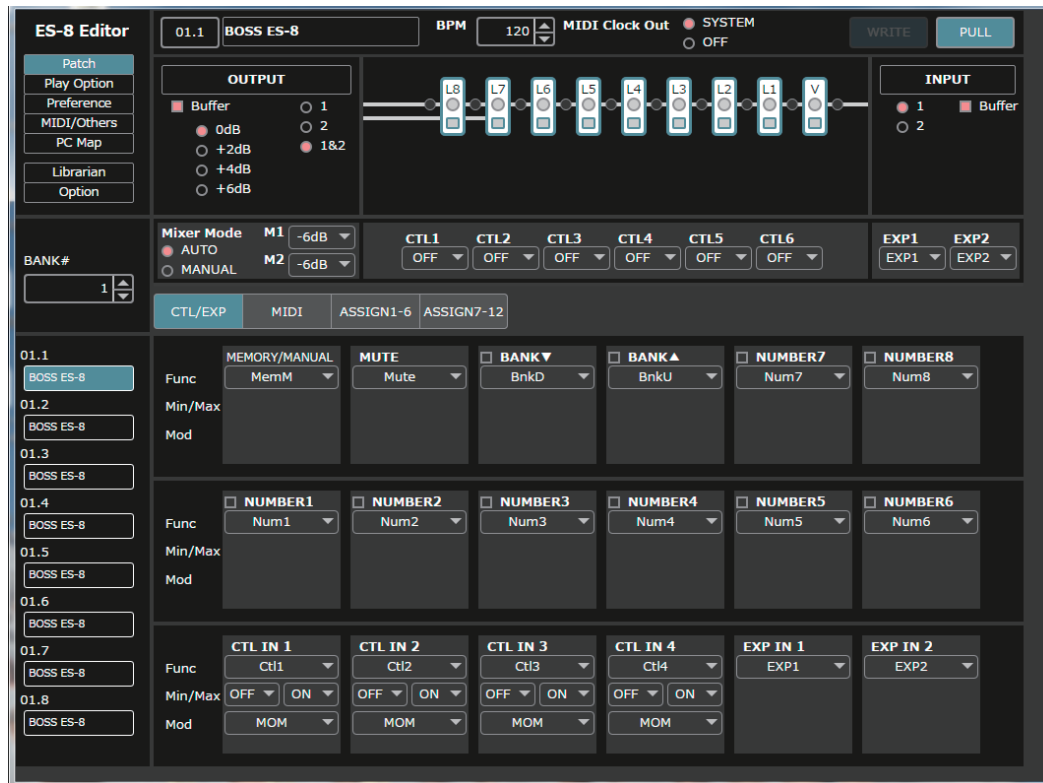 ES-8 Editor
Patch
Play Option
Preference
MIDI/Others
PC Map
Librarian
Option
01.1 BOSS ES-8 BPM 120 MIDI Clock Out SYSTEM
OFF
WRITE PULL
OUTPUT
Buffer 1
0dB 2
+2dB 1&2
+4dB
+6dB
L8 L7 L6 L5 L4 L3 L2 L1 V
INPUT
1 Buffer
2
BANK#
1
Mixer Mode M1 -6dB
AUTO
MANUAL M2 -6dB
CTL1 CTL2 CTL3 CTL4 CTL5 CTL6
OFF OFF OFF OFF OFF OFF
EXP1 EXP2
EXP1 EXP2
CTL/EXP MIDI ASSIGN1-6 ASSIGN7-12
01.1
BOSS ES-8
01.2
BOSS ES-8
01.3
BOSS ES-8
01.4
BOSS ES-8
01.5
BOSS ES-8
01.6
BOSS ES-8
01.7
BOSS ES-8
01.8
BOSS ES-8
MEMORY/MANUAL MUTE BANK▼ BANK▲ NUMBER7 NUMBER8
Func MemM Mute BnkD BnkU Num7 Num8
Min/Max
Mod
NUMBER1 NUMBER2 NUMBER3 NUMBER4 NUMBER5 NUMBER6
Func Num1 Num2 Num3 Num4 Num5 Num6
Min/Max
Mod
CTL IN 1 CTL IN 2 CTL IN 3 CTL IN 4 EXP IN 1 EXP IN 2
Func Ctl1 Ctl2 Ctl3 Ctl4 EXP1 EXP2
Min/Max OFF ON OFF ON OFF ON OFF ON
Mod MOM MOM MOM MOM